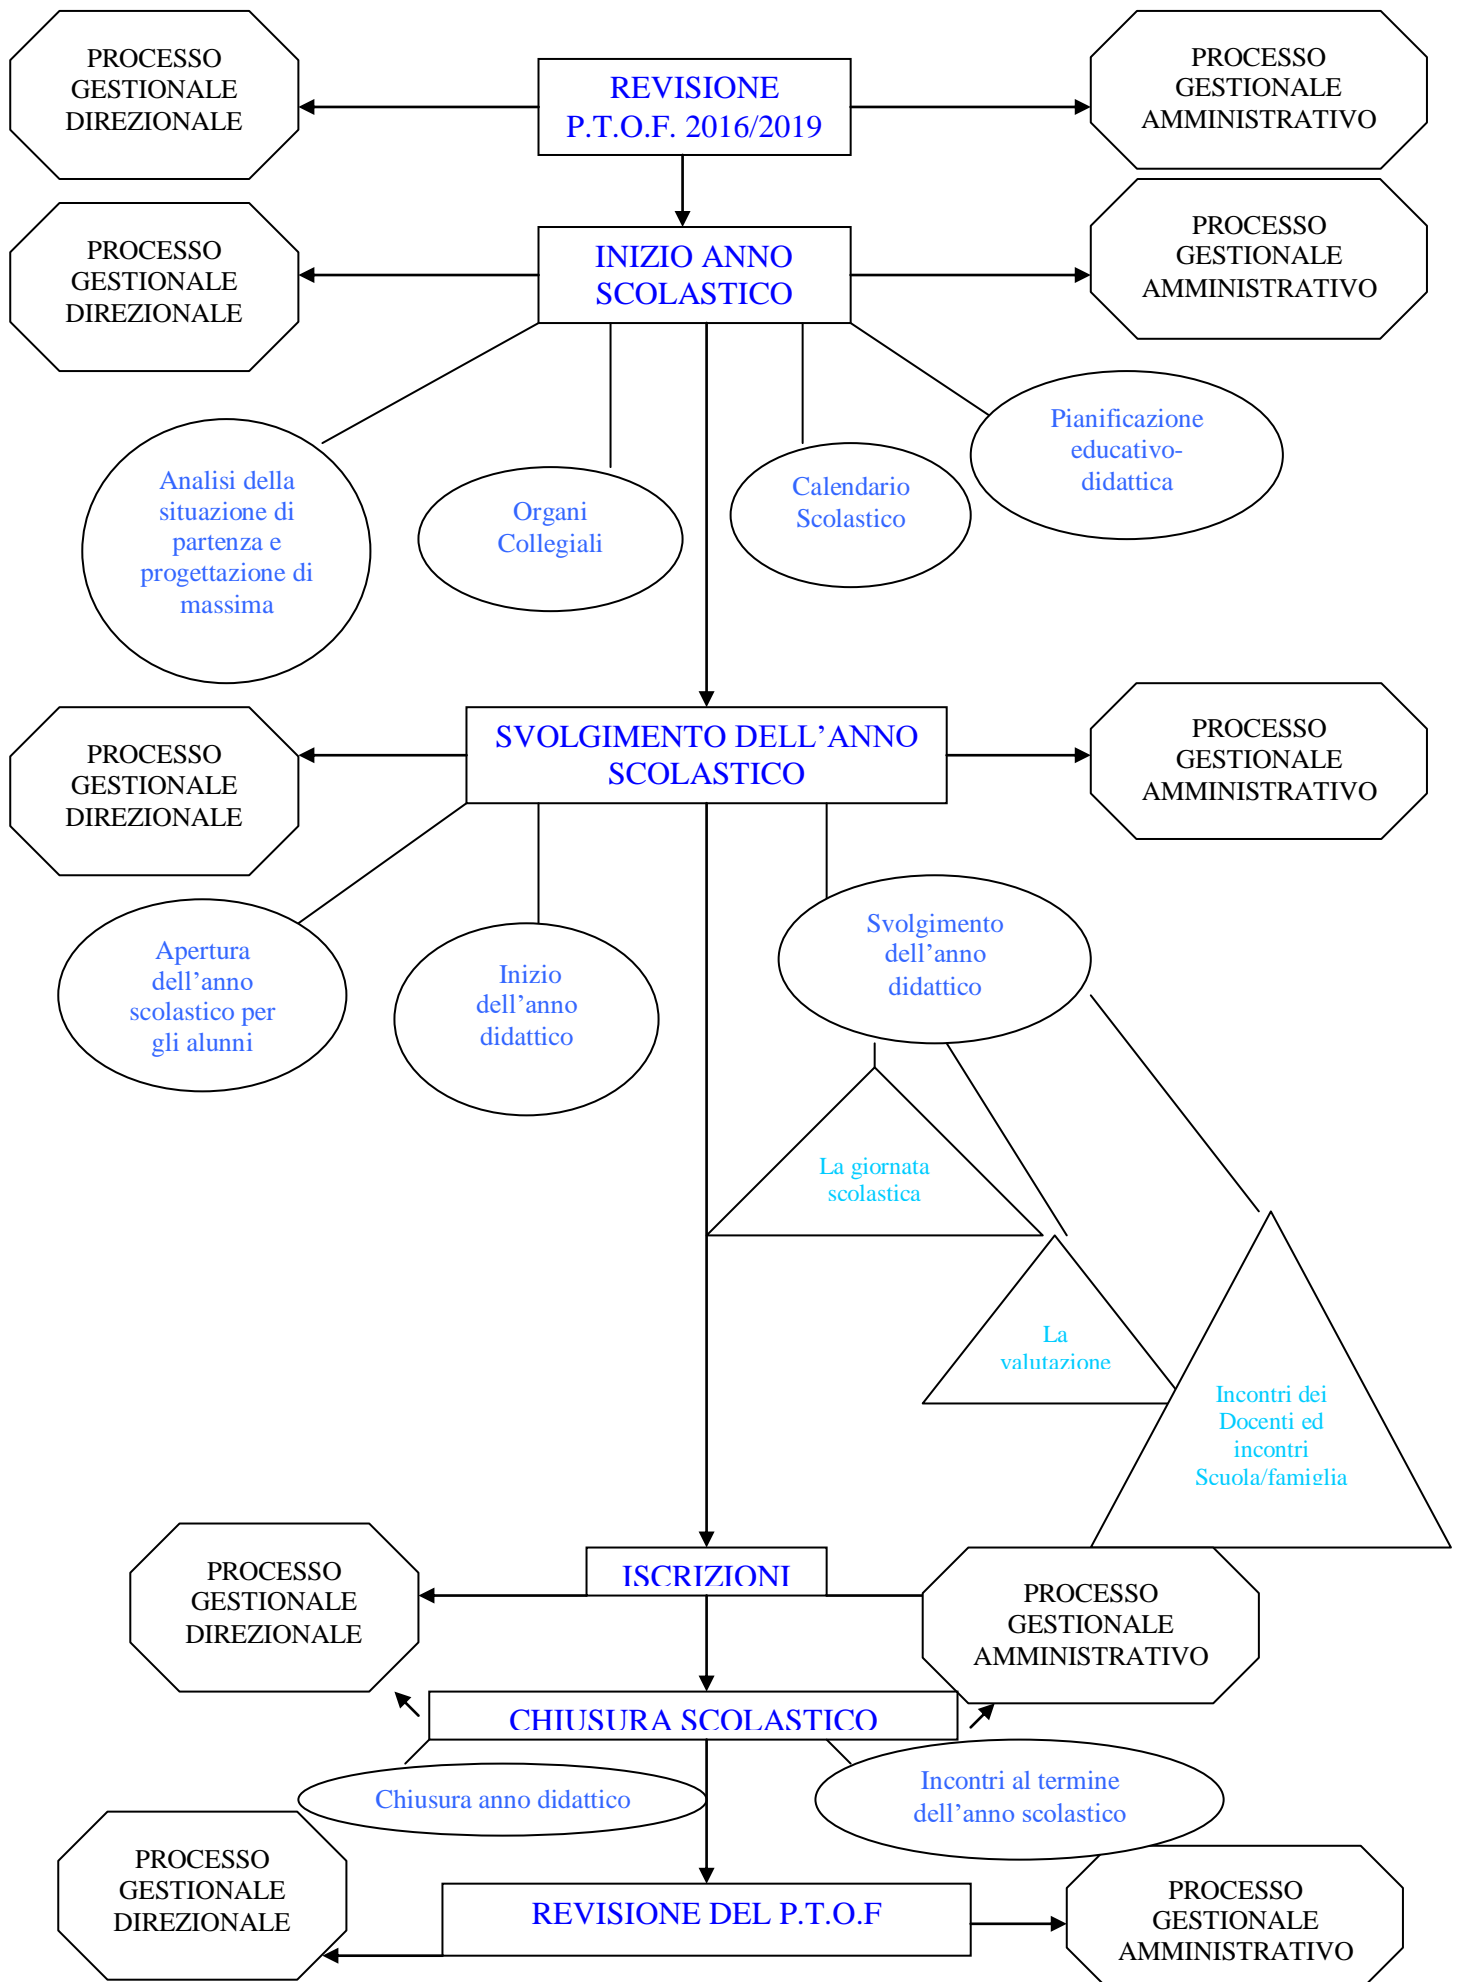 PROCESSO
GESTIONALE
DIREZIONALE
REVISIONE
P.T.O.F. 2016/2019
PROCESSO
GESTIONALE
AMMINISTRATIVO
PROCESSO
GESTIONALE
DIREZIONALE
INIZIO ANNO
SCOLASTICO
PROCESSO
GESTIONALE
AMMINISTRATIVO
Analisi della
situazione di
partenza e
progettazione di
massima
Organi
Collegiali
Calendario
Scolastico
Pianificazione
educativo-
didattica
PROCESSO
GESTIONALE
DIREZIONALE
SVOLGIMENTO DELL’ANNO
SCOLASTICO
PROCESSO
GESTIONALE
AMMINISTRATIVO
Apertura
dell’anno
scolastico per
gli alunni
Inizio
dell’anno
didattico
Svolgimento
dell’anno
didattico
La giornata
scolastica
La
valutazione
Incontri dei
Docenti ed
incontri
Scuola/famiglia
PROCESSO
GESTIONALE
DIREZIONALE
ISCRIZIONI
PROCESSO
GESTIONALE
AMMINISTRATIVO
CHIUSURA SCOLASTICO
Chiusura anno didattico
Incontri al termine
dell’anno scolastico
PROCESSO
GESTIONALE
DIREZIONALE
REVISIONE DEL P.T.O.F
PROCESSO
GESTIONALE
AMMINISTRATIVO